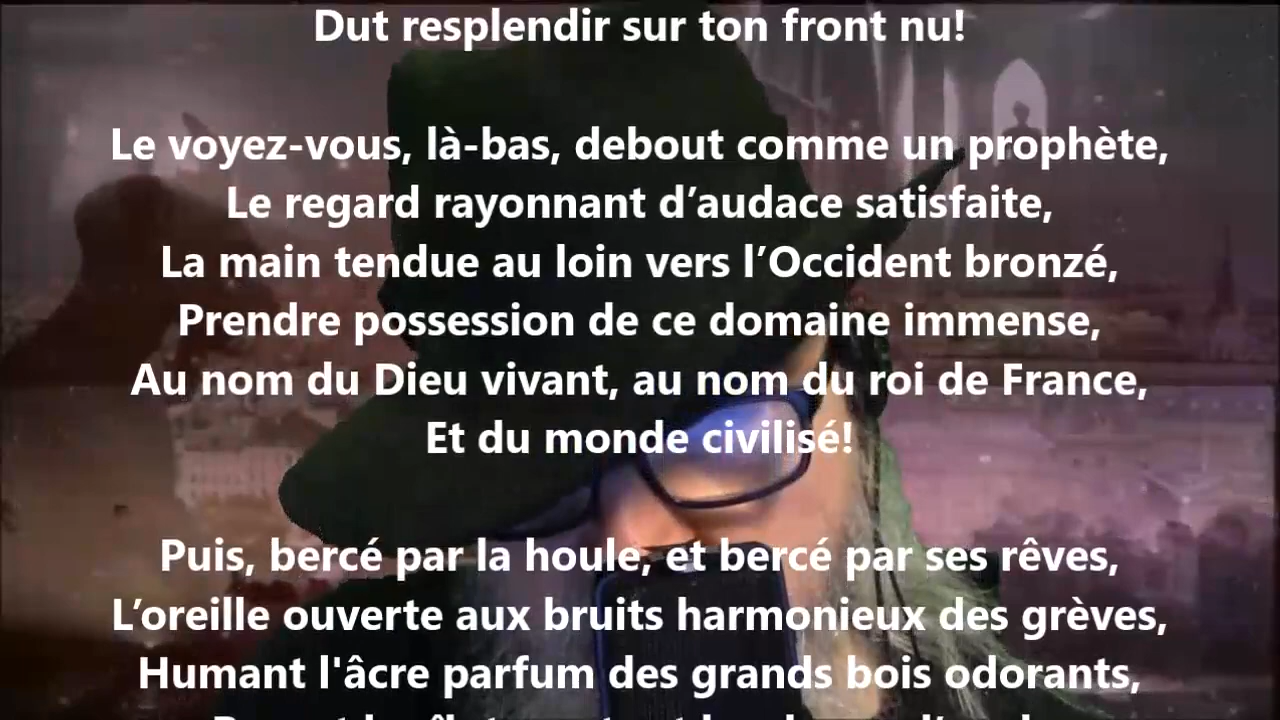 Dut resplendir sur ton front nu!
Le voyez-vous, là-bas, debout comme un prophète,
Le regard rayonnant d’audace satisfaite,
La main tendue au loin vers l’Occident bronzé,
Prendre possession de ce domaine immense,
Au nom du Dieu vivant, au nom du roi de France,
Et du monde civilisé!
Puis, bercé par la houle, et bercé par ses rêves,
L’oreille ouverte aux bruits harmonieux des grèves,
Humant l'âcre parfum des grands bois odorants,